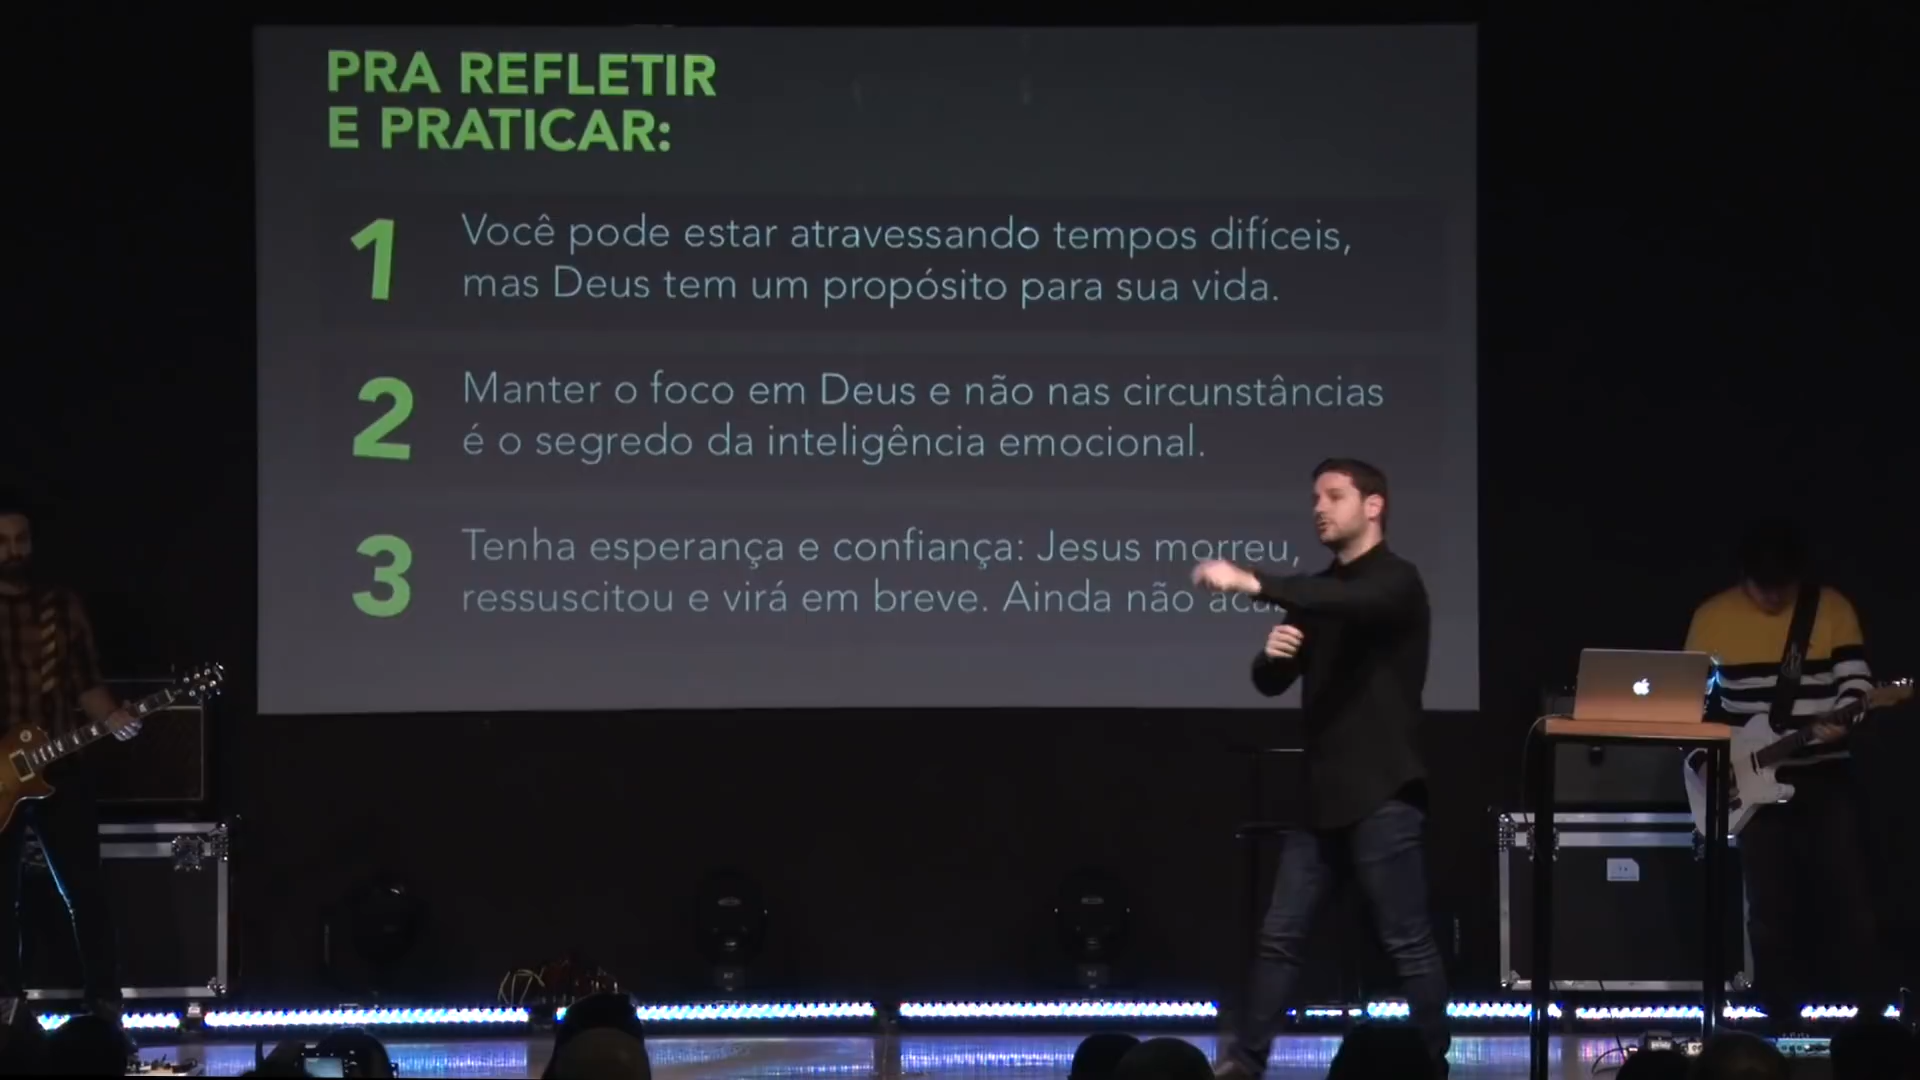 PRA REFLETIR
E PRATICAR:
1 Você pode estar atravessando tempos difíceis,
mas Deus tem um propósito para sua vida.
2 Manter o foco em Deus e não nas circunstâncias
é o segredo da inteligência emocional.
3 Tenha esperança e confiança: Jesus morreu,
ressuscitou e virá em breve. Ainda não